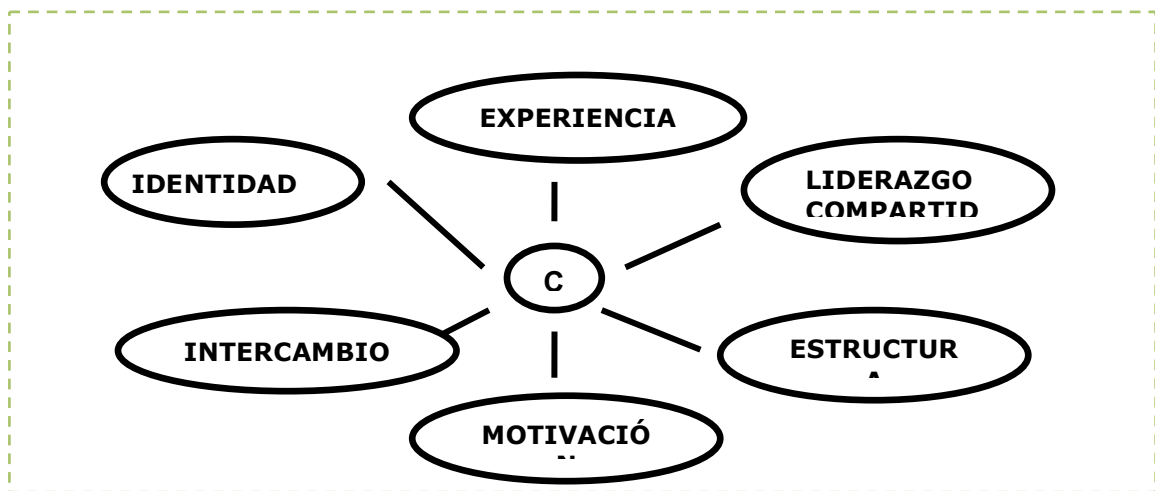 EXPERIENCIA
IDENTIDAD
LIDERAZGO
COMPARTID
C
INTERCAMBIO
ESTRUCTUR
A
MOTIVACIÓ
N